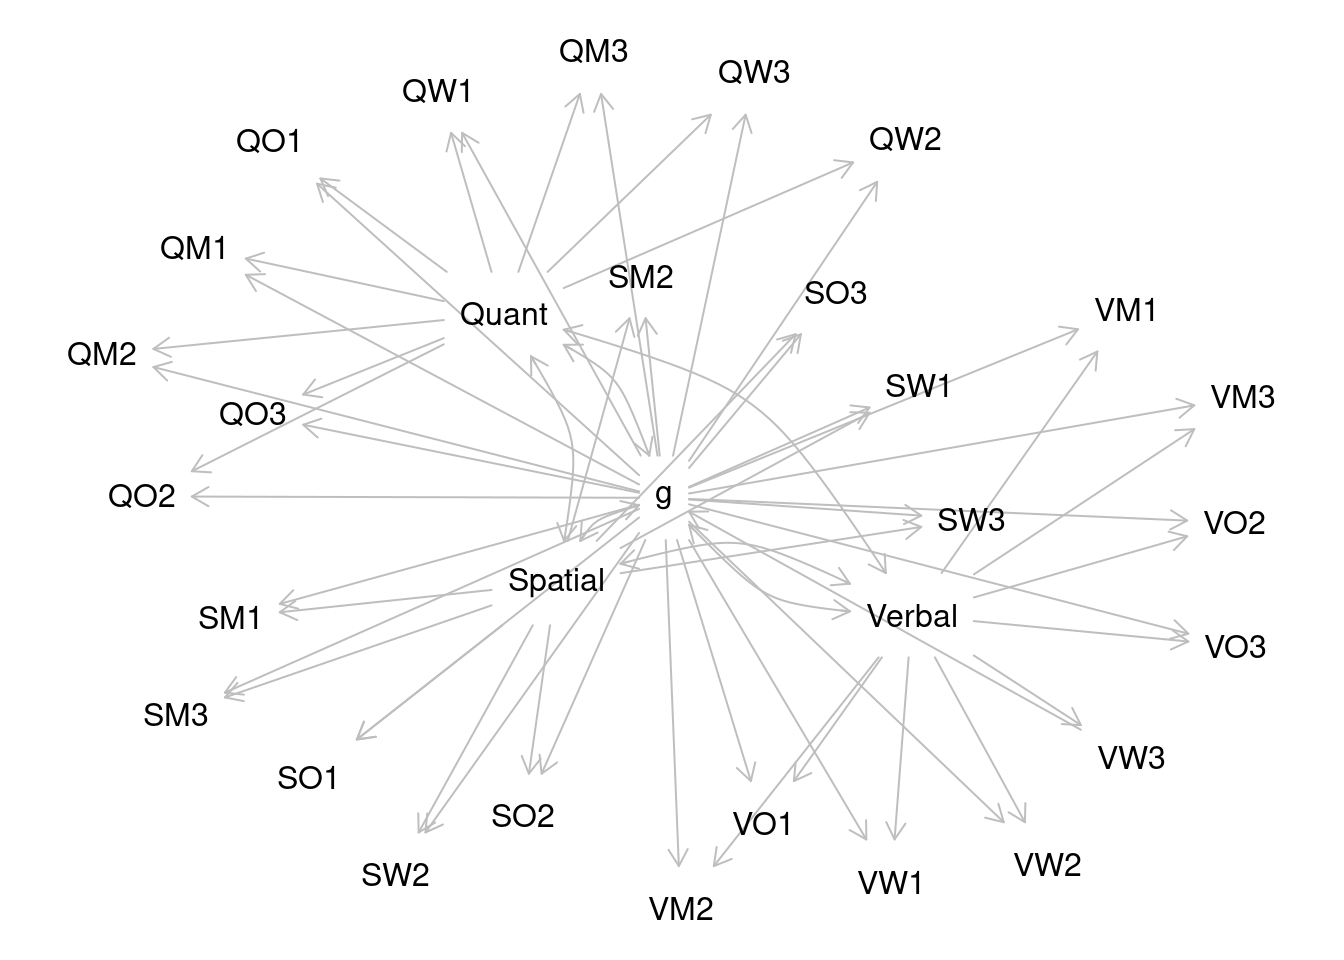 QM3
QW3
QW1
QW2
QO1
QM1
SM2
SO3
VM1
Quant
QM2
SW1
VM3
QO3
g
QO2
SW3
VO2
Spatial
SM1
Verbal
VO3
SM3
VW3
SO1
SO2
VO1
SW2
VW2
VW1
VM2